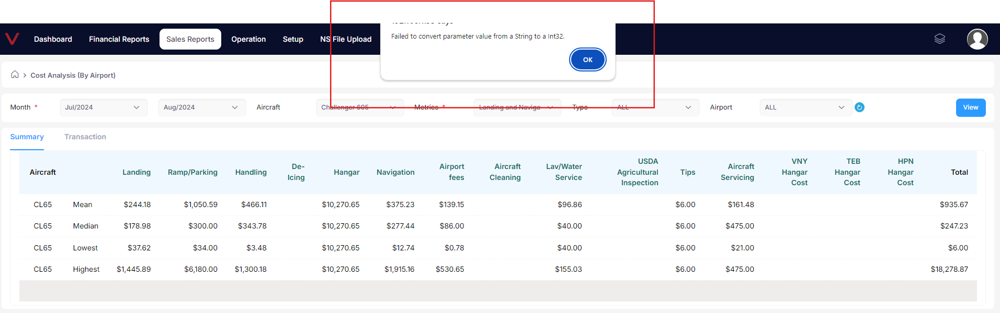 Dashboard Financial Reports Sales Reports Operation Setup NS File Upload
Failed to convert parameter value from a String to a Int32.
OK
Cost Analysis (By Airport)
Month * Jul/2024 Aug/2024 Aircraft Challenger 605 Metrics * Landing and Naviga Type ALL Airport ALL View
Summary Transaction
Aircraft Landing Ramp/Parking Handling De-Icing Hangar Navigation Airport fees Aircraft Cleaning Lav/Water Service USDA Agricultural Inspection Tips Aircraft Servicing VNY Hangar Cost TEB Hangar Cost HPN Hangar Cost Total
CL65 Mean $244.18 $1,050.59 $466.11 $10,270.65 $375.23 $139.15 $96.86 $6.00 $161.48 $935.67
CL65 Median $178.98 $300.00 $343.78 $10,270.65 $277.44 $86.00 $40.00 $6.00 $475.00 $247.23
CL65 Lowest $37.62 $34.00 $3.48 $10,270.65 $12.74 $0.78 $40.00 $6.00 $21.00 $6.00
CL65 Highest $1,445.89 $6,180.00 $1,300.18 $10,270.65 $1,915.16 $530.65 $155.03 $6.00 $475.00 $18,278.87